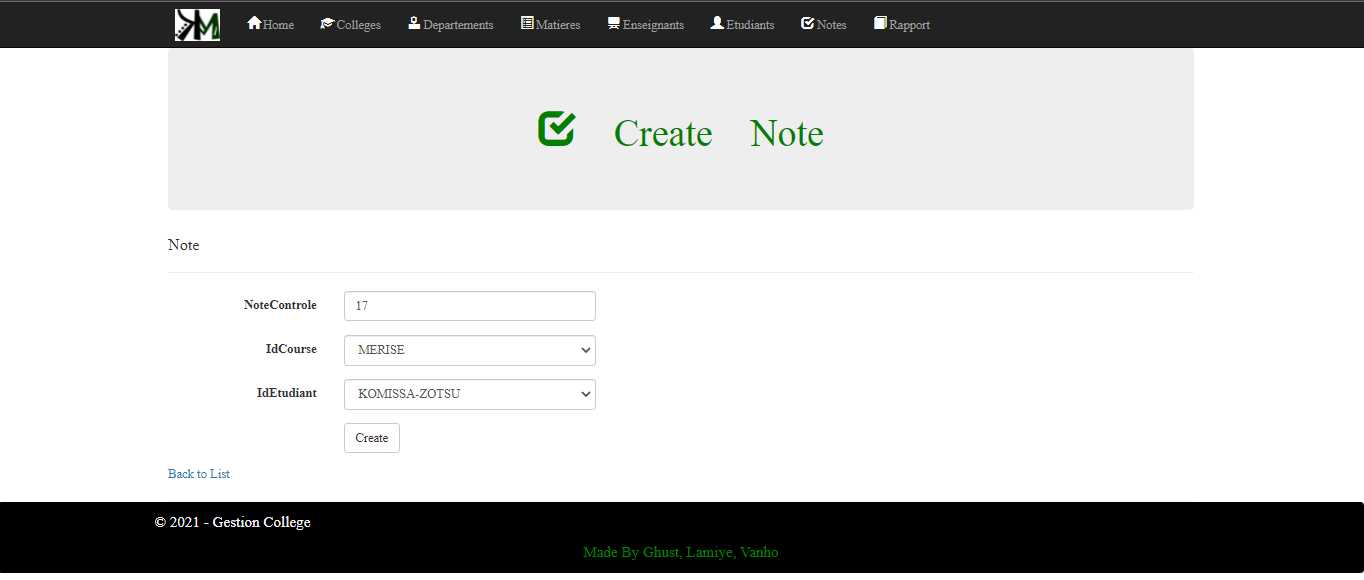 KM Home Colleges Departements Matieres Enseignants Etudiants Notes Rapport
Create Note
Note
NoteControle 17
IdCourse MERISE
IdEtudiant KOMISSA-ZOTSU
Create
Back to List
© 2021 - Gestion College
Made By Ghust, Lamiye, Vanho